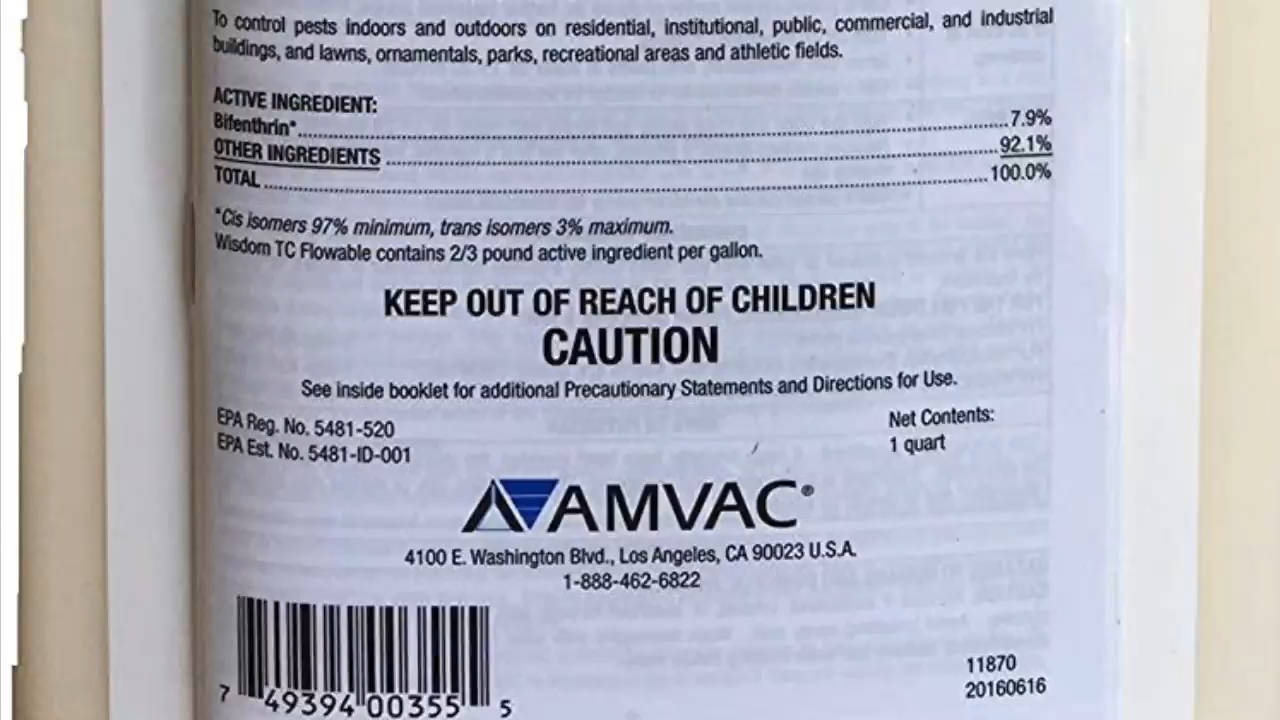 To control pests indoors and outdoors on residential, institutional, public, commercial, and industrial
buildings, and lawns, ornamentals, parks, recreational areas and athletic fields.
ACTIVE INGREDIENT:
Bifenthrin*..........7.9%
OTHER INGREDIENTS..........92.1%
TOTAL..........100.0%
*Cis isomers 97% minimum, trans isomers 3% maximum.
Wisdom TC Flowable contains 2/3 pound active ingredient per gallon.
KEEP OUT OF REACH OF CHILDREN
CAUTION
See inside booklet for additional Precautionary Statements and Directions for Use.
EPA Reg. No. 5481-520
EPA Est. No. 5481-ID-001
Net Contents:
1 quart
AMVAC®
4100 E. Washington Blvd., Los Angeles, CA 90023 U.S.A.
1-888-462-6822
7 49394 00355 5
11870
20160616